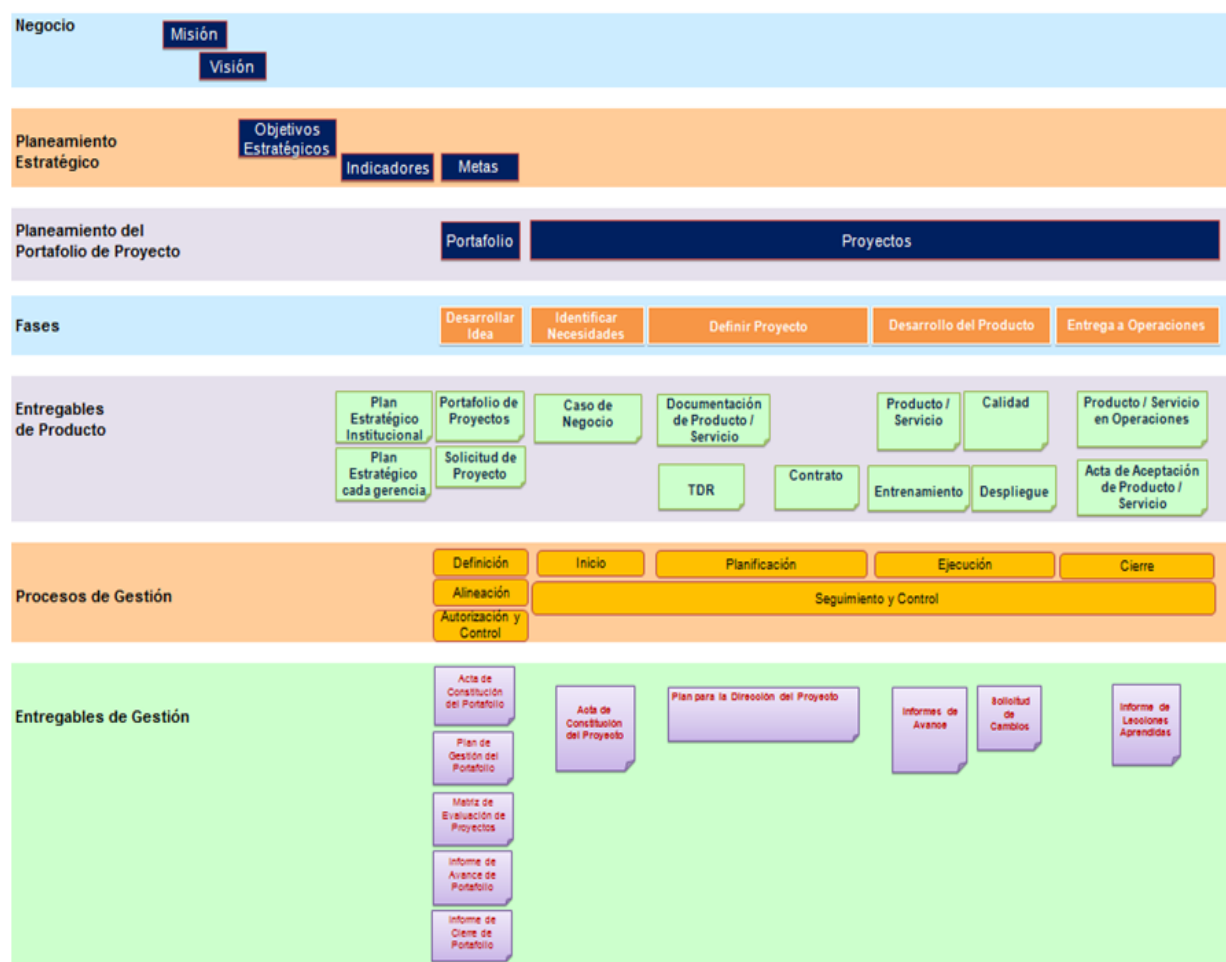 Negocio
Misión
Visión
Planeamiento
Estratégico
Objetivos
Estratégicos
Indicadores
Metas
Planeamiento del
Portafolio de Proyecto
Portafolio
Proyectos
Fases
Desarrollar
Idea
Identificar
Necesidades
Definir Proyecto
Desarrollo del Producto
Entrega a Operaciones
Entregables
de Producto
Plan
Estratégico
Institucional
Portafolio de
Proyectos
Caso de
Negocio
Documentación
de Producto /
Servicio
Producto /
Servicio
Calidad
Producto / Servicio
en Operaciones
Plan
Estratégico
cada gerencia
Solicitud de
Proyecto
TDR
Contrato
Entrenamiento
Despliegue
Acta de Aceptación
de Producto /
Servicio
Procesos de Gestión
Definición
Inicio
Planificación
Ejecución
Cierre
Alineación
Seguimiento y Control
Autorización y
Control
Entregables de Gestión
Acta de
Constitución
del Portafolio
Acta de
Constitución
del Proyecto
Plan para la Dirección del Proyecto
Informes de
Avance
Solicitud
de
Cambios
Informe de
Lecciones
Aprendidas
Plan de
Gestión del
Portafolio
Matriz de
Evaluación de
Proyectos
Informe de
Avance de
Portafolio
Informe de
Cierre de
Portafolio